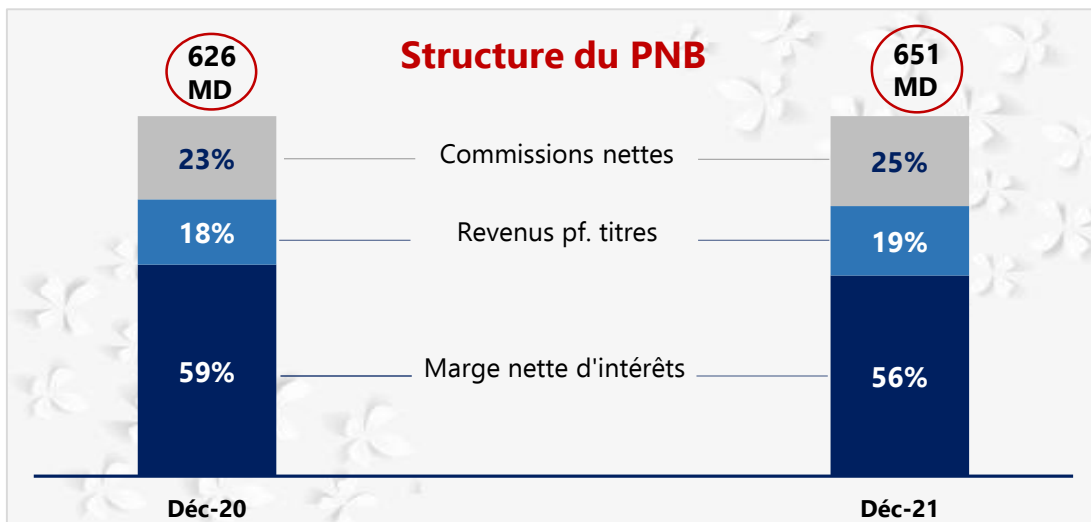 Structure du PNB
626
MD
651
MD
23%
Commissions nettes
25%
18%
Revenus pf. titres
19%
59%
Marge nette d'intérêts
56%
Déc-20
Déc-21